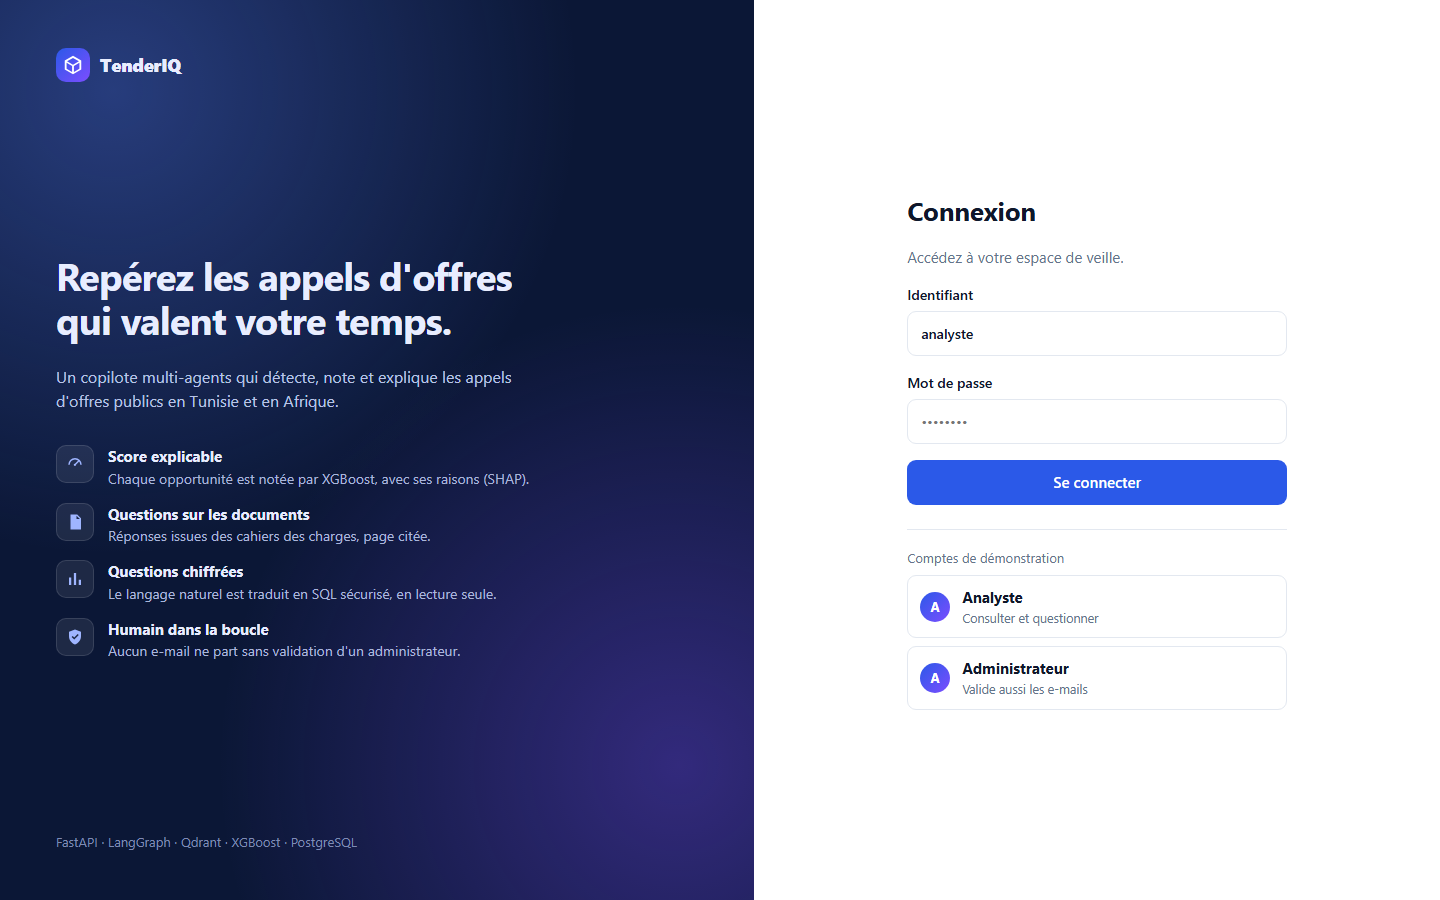 TenderIQ
Repérez les appels d'offres
qui valent votre temps.
Un copilote multi-agents qui détecte, note et explique les appels
d'offres publics en Tunisie et en Afrique.
Score explicable
Chaque opportunité est notée par XGBoost, avec ses raisons (SHAP).
Questions sur les documents
Réponses issues des cahiers des charges, page citée.
Questions chiffrées
Le langage naturel est traduit en SQL sécurisé, en lecture seule.
Humain dans la boucle
Aucun e-mail ne part sans validation d'un administrateur.
FastAPI · LangGraph · Qdrant · XGBoost · PostgreSQL
Connexion
Accédez à votre espace de veille.
Identifiant
analyste
Mot de passe
••••••••
Se connecter
Comptes de démonstration
A
Analyste
Consulter et questionner
A
Administrateur
Valide aussi les e-mails